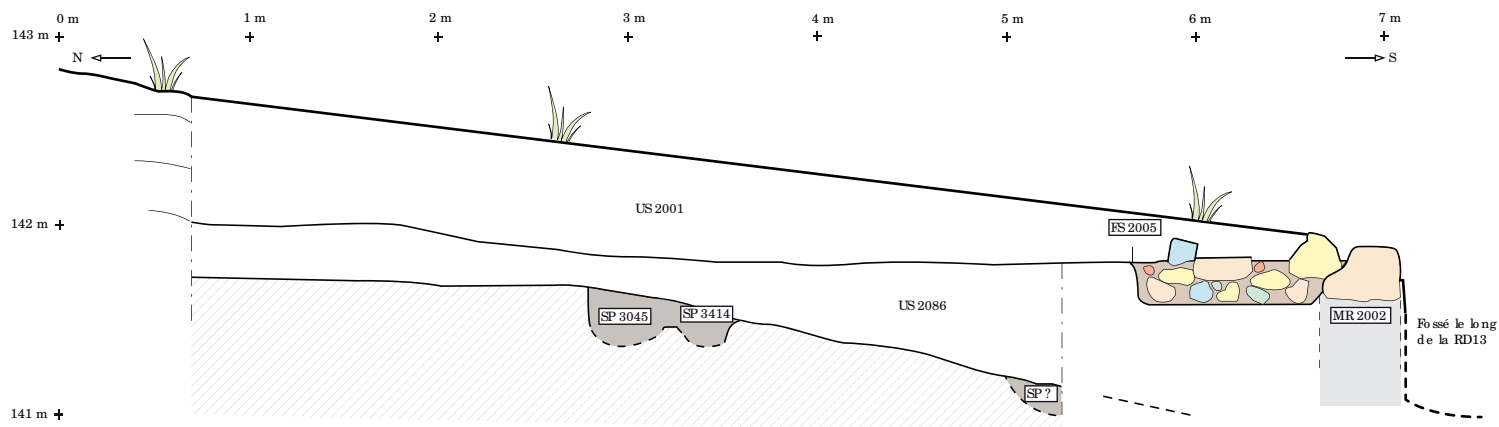 0 m 1 m 2 m 3 m 4 m 5 m 6 m 7 m
143 m
N S
US 2001
142 m
FS 2005
US 2086
SP 3045 SP 3414
MR 2002
Fossé le long
de la RD13
SP ?
141 m